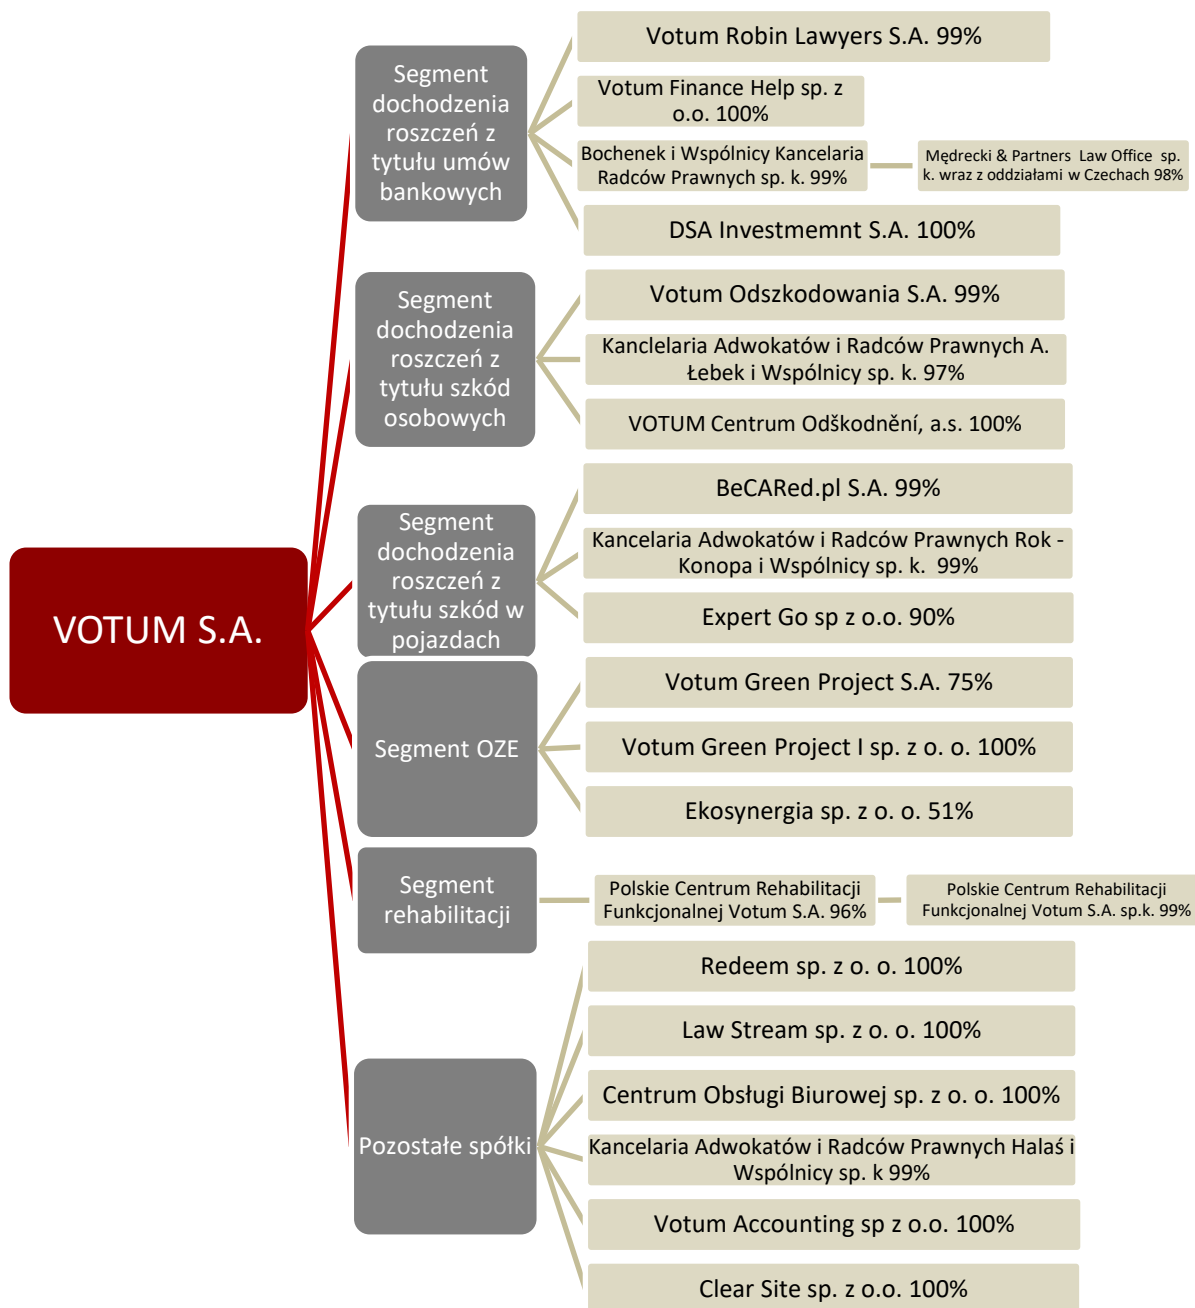 VOTUM S.A.
Segment
dochodzenia
roszczeń z
tytułu umów
bankowych
Votum Robin Lawyers S.A. 99%
Votum Finance Help sp. z
o.o. 100%
Bochenek i Wspólnicy Kancelaria
Radców Prawnych sp. k. 99%
Mędrecki & Partners Law Office sp.
k. wraz z oddziałami w Czechach 98%
DSA Investmemnt S.A. 100%
Segment
dochodzenia
roszczeń z
tytułu szkód
osobowych
Votum Odszkodowania S.A. 99%
Kanclelaria Adwokatów i Radców Prawnych A.
Łebek i Wspólnicy sp. k. 97%
VOTUM Centrum Odškodnění, a.s. 100%
Segment
dochodzenia
roszczeń z
tytułu szkód w
pojazdach
BeCARed.pl S.A. 99%
Kancelaria Adwokatów i Radców Prawnych Rok -
Konopa i Wspólnicy sp. k. 99%
Expert Go sp z o.o. 90%
Segment OZE
Votum Green Project S.A. 75%
Votum Green Project I sp. z o. o. 100%
Ekosynergia sp. z o. o. 51%
Segment
rehabilitacji
Polskie Centrum Rehabilitacji
Funkcjonalnej Votum S.A. 96%
Polskie Centrum Rehabilitacji
Funkcjonalnej Votum S.A. sp.k. 99%
Pozostałe spółki
Redeem sp. z o. o. 100%
Law Stream sp. z o. o. 100%
Centrum Obsługi Biurowej sp. z o. o. 100%
Kancelaria Adwokatów i Radców Prawnych Halaś i
Wspólnicy sp. k 99%
Votum Accounting sp z o.o. 100%
Clear Site sp. z o.o. 100%